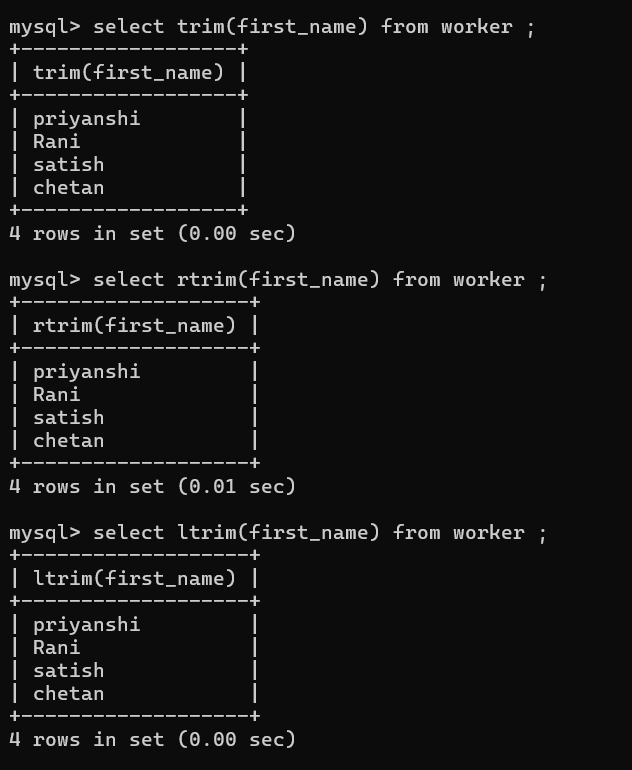 mysql> select trim(first_name) from worker ;
+------------------+
| trim(first_name) |
+------------------+
| priyanshi        |
| Rani             |
| satish           |
| chetan           |
+------------------+
4 rows in set (0.00 sec)
mysql> select rtrim(first_name) from worker ;
+-------------------+
| rtrim(first_name) |
+-------------------+
| priyanshi         |
| Rani              |
| satish            |
| chetan            |
+-------------------+
4 rows in set (0.01 sec)
mysql> select ltrim(first_name) from worker ;
+-------------------+
| ltrim(first_name) |
+-------------------+
| priyanshi         |
| Rani              |
| satish            |
| chetan            |
+-------------------+
4 rows in set (0.00 sec)